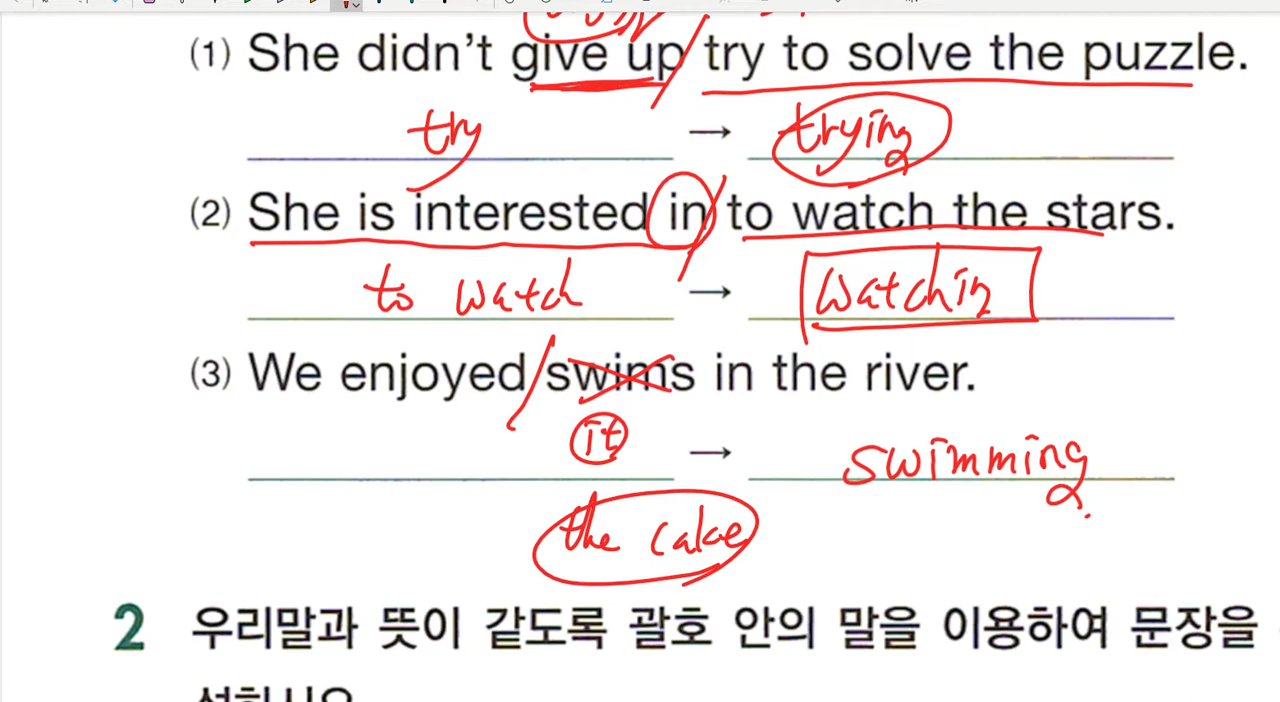 (1) She didn't give up try to solve the puzzle.
try → trying
(2) She is interested in to watch the stars.
to watch → watching
(3) We enjoyed swims in the river.
it → swimming
the cake
2 우리말과 뜻이 같도록 괄호 안의 말을 이용하여 문장을